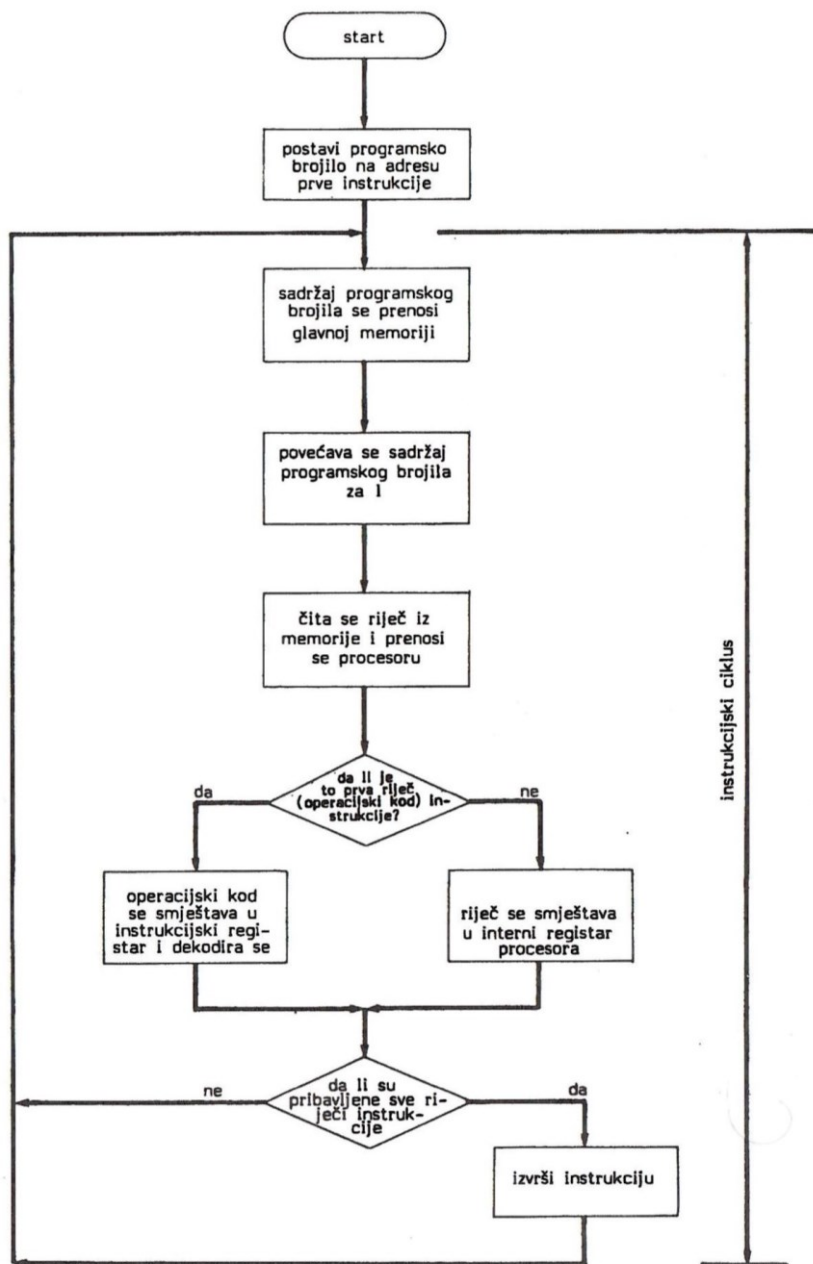 start
postavi programsko
brojilo na adresu
prve instrukcije
sadržaj programskog
brojila se prenosi
glavnoj memoriji
povećava se sadržaj
programskog brojila
za 1
čita se riječ iz
memorije i prenosi
se procesoru
instrukcijski ciklus
da li je
to prva riječ
(operacijski kod) in-
strukcije?
da
ne
operacijski kod
se smještava u
instrukcijski regi-
star i dekodira se
riječ se smještava
u interni registar
procesora
da li su
pribavljene sve ri-
ječi instruk-
cije
ne
da
izvrši instrukciju